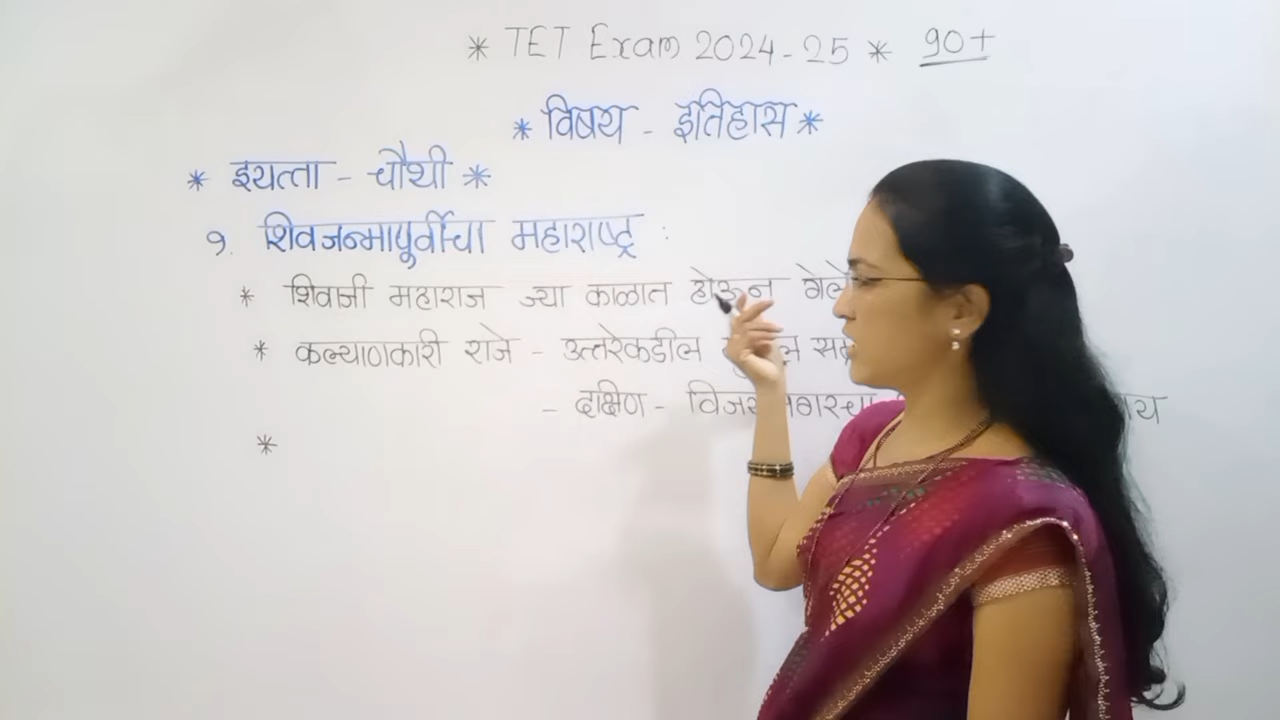 * TET Exam 2024-25 * 90+
* विषय - इतिहास *
* इयत्ता - चौथी *
१. शिवजन्मापूर्वीचा महाराष्ट्र :
* शिवाजी महाराज ज्या काळात होऊन
* कल्याणकारी राजे - उत्तरेकडील
- दक्षिण -
*